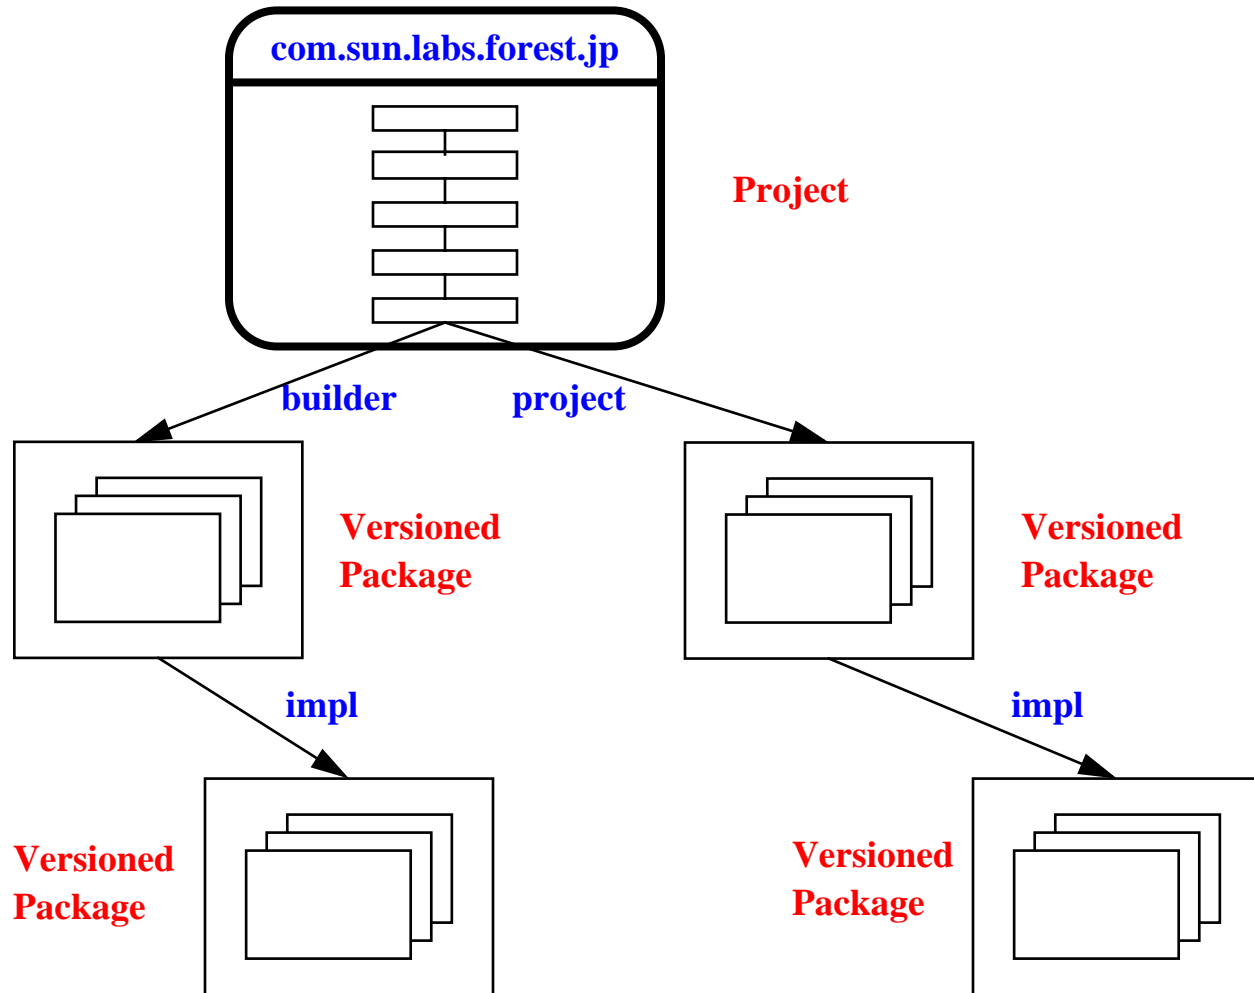 com.sun.labs.forest.jp
Project
builder
project
Versioned
Package
Versioned
Package
impl
impl
Versioned
Package
Versioned
Package